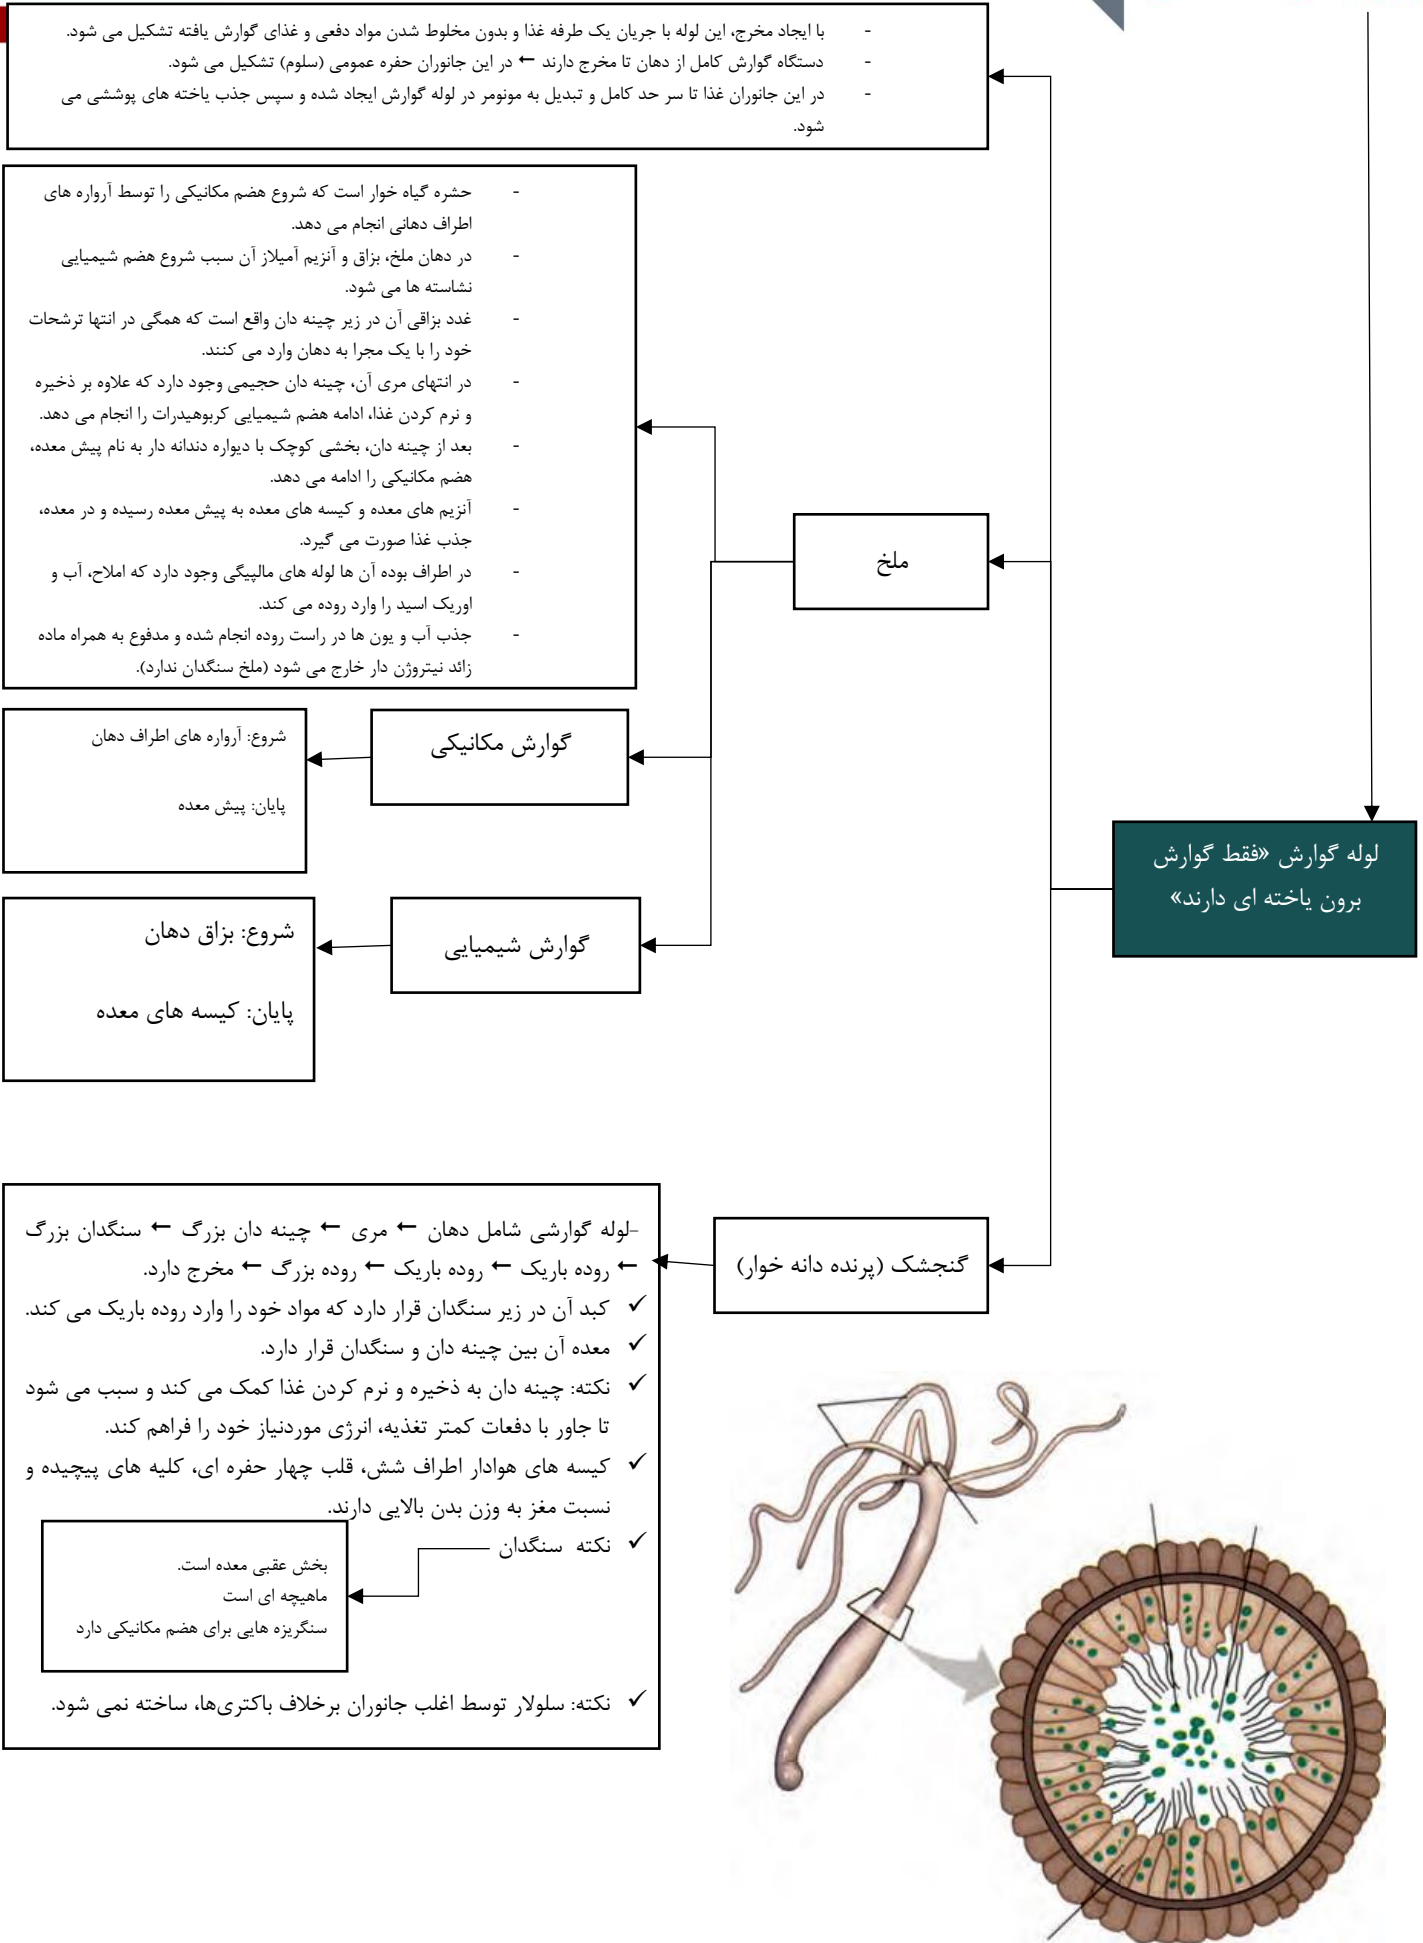 - با ایجاد مخرج، این لوله با جریان یک طرفه غذا و بدون مخلوط شدن مواد دفعی و غذای گوارش یافته تشکیل می شود.
- دستگاه گوارش کامل از دهان تا مخرج دارند ← در این جانوران حفره عمومی (سلوم) تشکیل می شود.
- در این جانوران غذا تا سر حد کامل و تبدیل به مونومر در لوله گوارش ایجاد شده و سپس جذب یاخته های پوششی می
شود.
- حشره گیاه خوار است که شروع هضم مکانیکی را توسط آرواره های
اطراف دهانی انجام می دهد.
- در دهان ملخ، بزاق و آنزیم آمیلاز آن سبب شروع هضم شیمیایی
نشاسته ها می شود.
- غدد بزاقی آن در زیر چینه دان واقع است که همگی در انتها ترشحات
خود را با یک مجرا به دهان وارد می کنند.
- در انتهای مری آن، چینه دان حجیمی وجود دارد که علاوه بر ذخیره
و نرم کردن غذا، ادامه هضم شیمیایی کربوهیدرات را انجام می دهد.
- بعد از چینه دان، بخشی کوچک با دیواره دندانه دار به نام پیش معده،
هضم مکانیکی را ادامه می دهد.
- آنزیم های معده و کیسه های معده به پیش معده رسیده و در معده،
جذب غذا صورت می گیرد.
- در اطراف بوده آن ها لوله های مالپیگی وجود دارد که املاح، آب و
اوریک اسید را وارد روده می کند.
- جذب آب و یون ها در راست روده انجام شده و مدفوع به همراه ماده
زائد نیتروژن دار خارج می شود (ملخ سنگدان ندارد).
ملخ
گوارش مکانیکی
شروع: آرواره های اطراف دهان
پایان: پیش معده
لوله گوارش «فقط گوارش
برون یاخته ای دارند»
گوارش شیمیایی
شروع: بزاق دهان
پایان: کیسه های معده
گنجشک (پرنده دانه خوار)
-لوله گوارشی شامل دهان ← مری ← چینه دان بزرگ ← سنگدان بزرگ
← روده باریک ← روده باریک ← روده بزرگ ← مخرج دارد.
✓ کبد آن در زیر سنگدان قرار دارد که مواد خود را وارد روده باریک می کند.
✓ معده آن بین چینه دان و سنگدان قرار دارد.
✓ نکته: چینه دان به ذخیره و نرم کردن غذا کمک می کند و سبب می شود
تا جاور با دفعات کمتر تغذیه، انرژی موردنیاز خود را فراهم کند.
✓ کیسه های هوادار اطراف شش، قلب چهار حفره ای، کلیه های پیچیده و
نسبت مغز به وزن بدن بالایی دارند.
✓ نکته سنگدان
بخش عقبی معده است.
ماهیچه ای است
سنگریزه هایی برای هضم مکانیکی دارد
✓ نکته: سلولار توسط اغلب جانوران برخلاف باکتری‌ها، ساخته نمی شود.